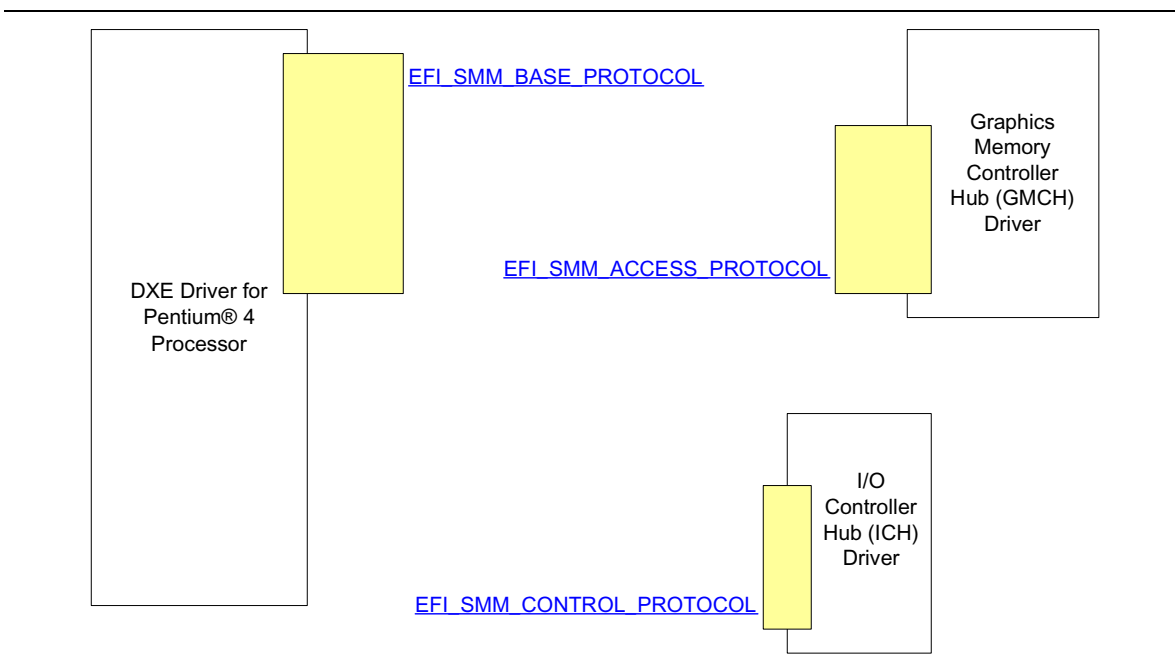 EFI_SMM_BASE_PROTOCOL
Graphics
Memory
Controller
Hub (GMCH)
Driver
EFI_SMM_ACCESS_PROTOCOL
DXE Driver for
Pentium® 4
Processor
I/O
Controller
Hub (ICH)
Driver
EFI_SMM_CONTROL_PROTOCOL